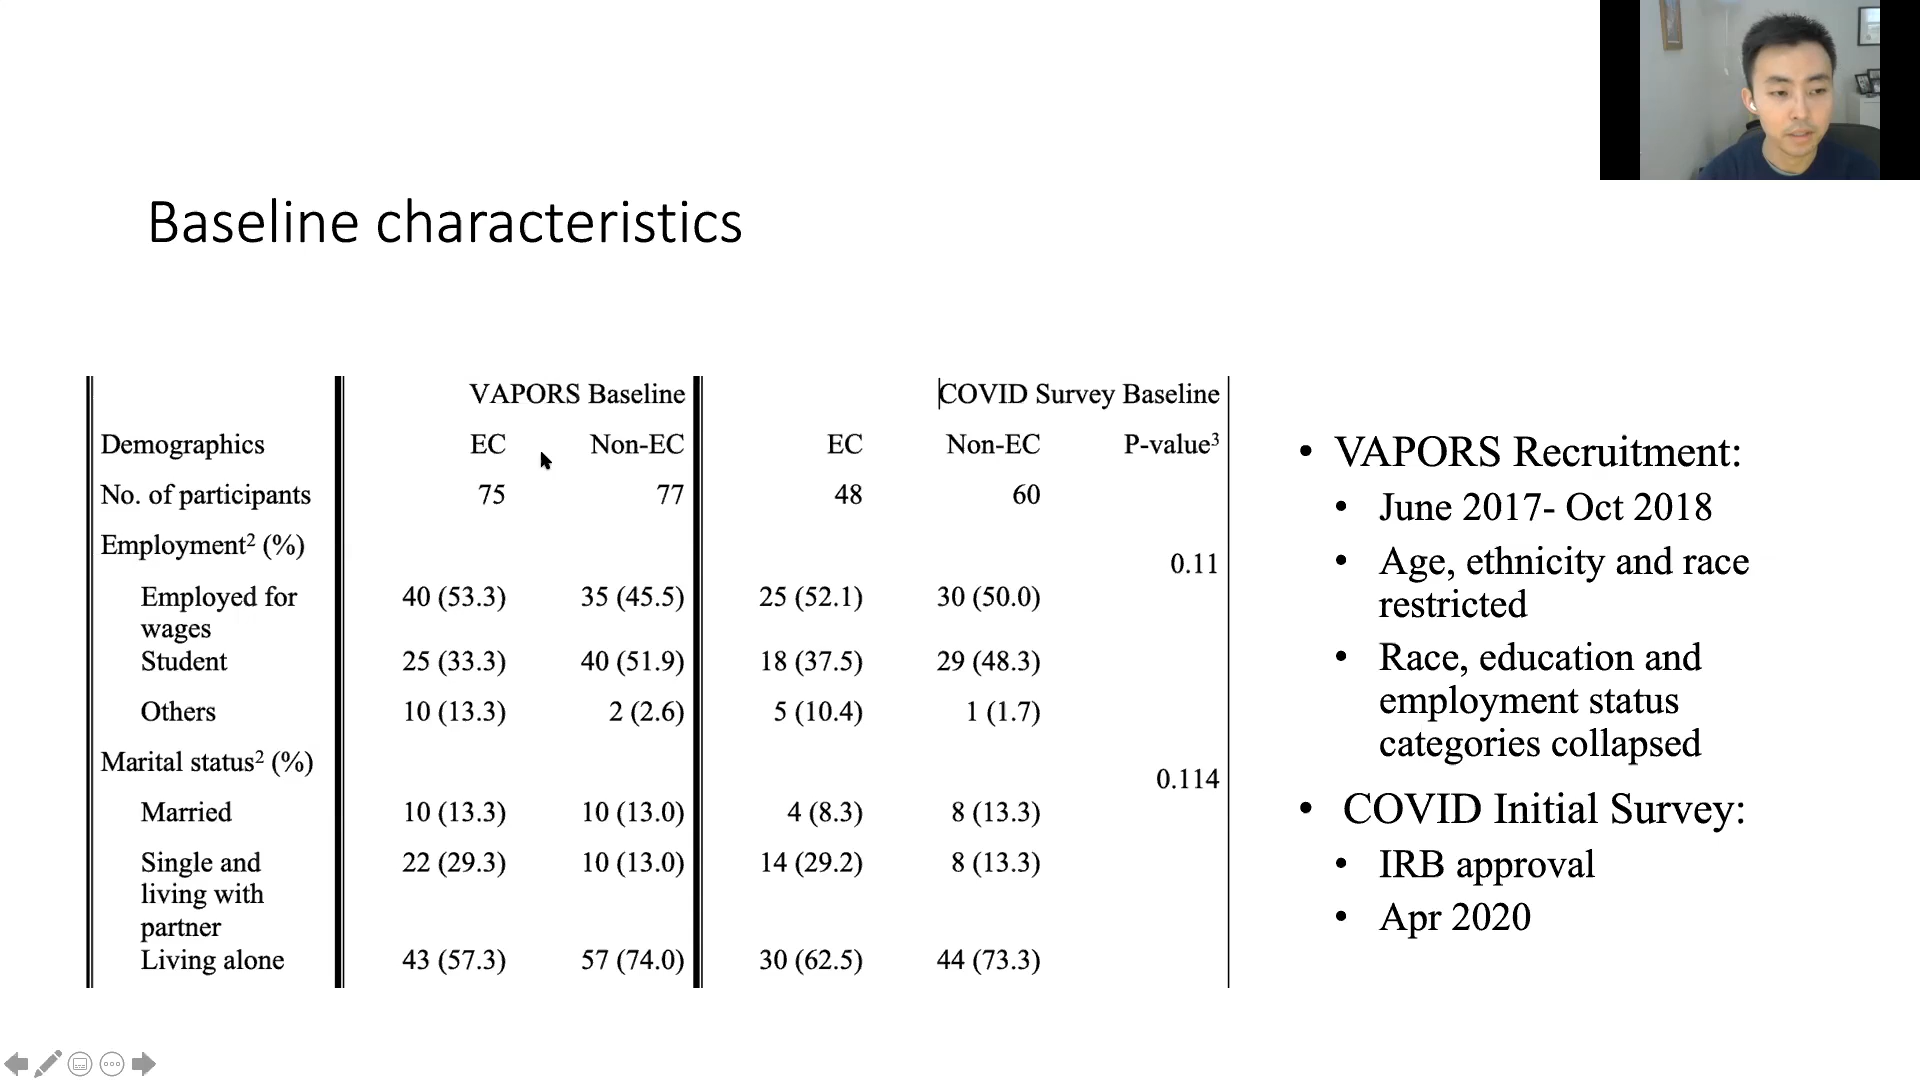 Baseline characteristics
VAPORS Baseline COVID Survey Baseline
Demographics EC Non-EC EC Non-EC P-value³
No. of participants 75 77 48 60
Employment² (%)
0.11
Employed for wages 40 (53.3) 35 (45.5) 25 (52.1) 30 (50.0)
Student 25 (33.3) 40 (51.9) 18 (37.5) 29 (48.3)
Others 10 (13.3) 2 (2.6) 5 (10.4) 1 (1.7)
Marital status² (%)
0.114
Married 10 (13.3) 10 (13.0) 4 (8.3) 8 (13.3)
Single and living with partner 22 (29.3) 10 (13.0) 14 (29.2) 8 (13.3)
Living alone 43 (57.3) 57 (74.0) 30 (62.5) 44 (73.3)
• VAPORS Recruitment:
• June 2017- Oct 2018
• Age, ethnicity and race
restricted
• Race, education and
employment status
categories collapsed
• COVID Initial Survey:
• IRB approval
• Apr 2020